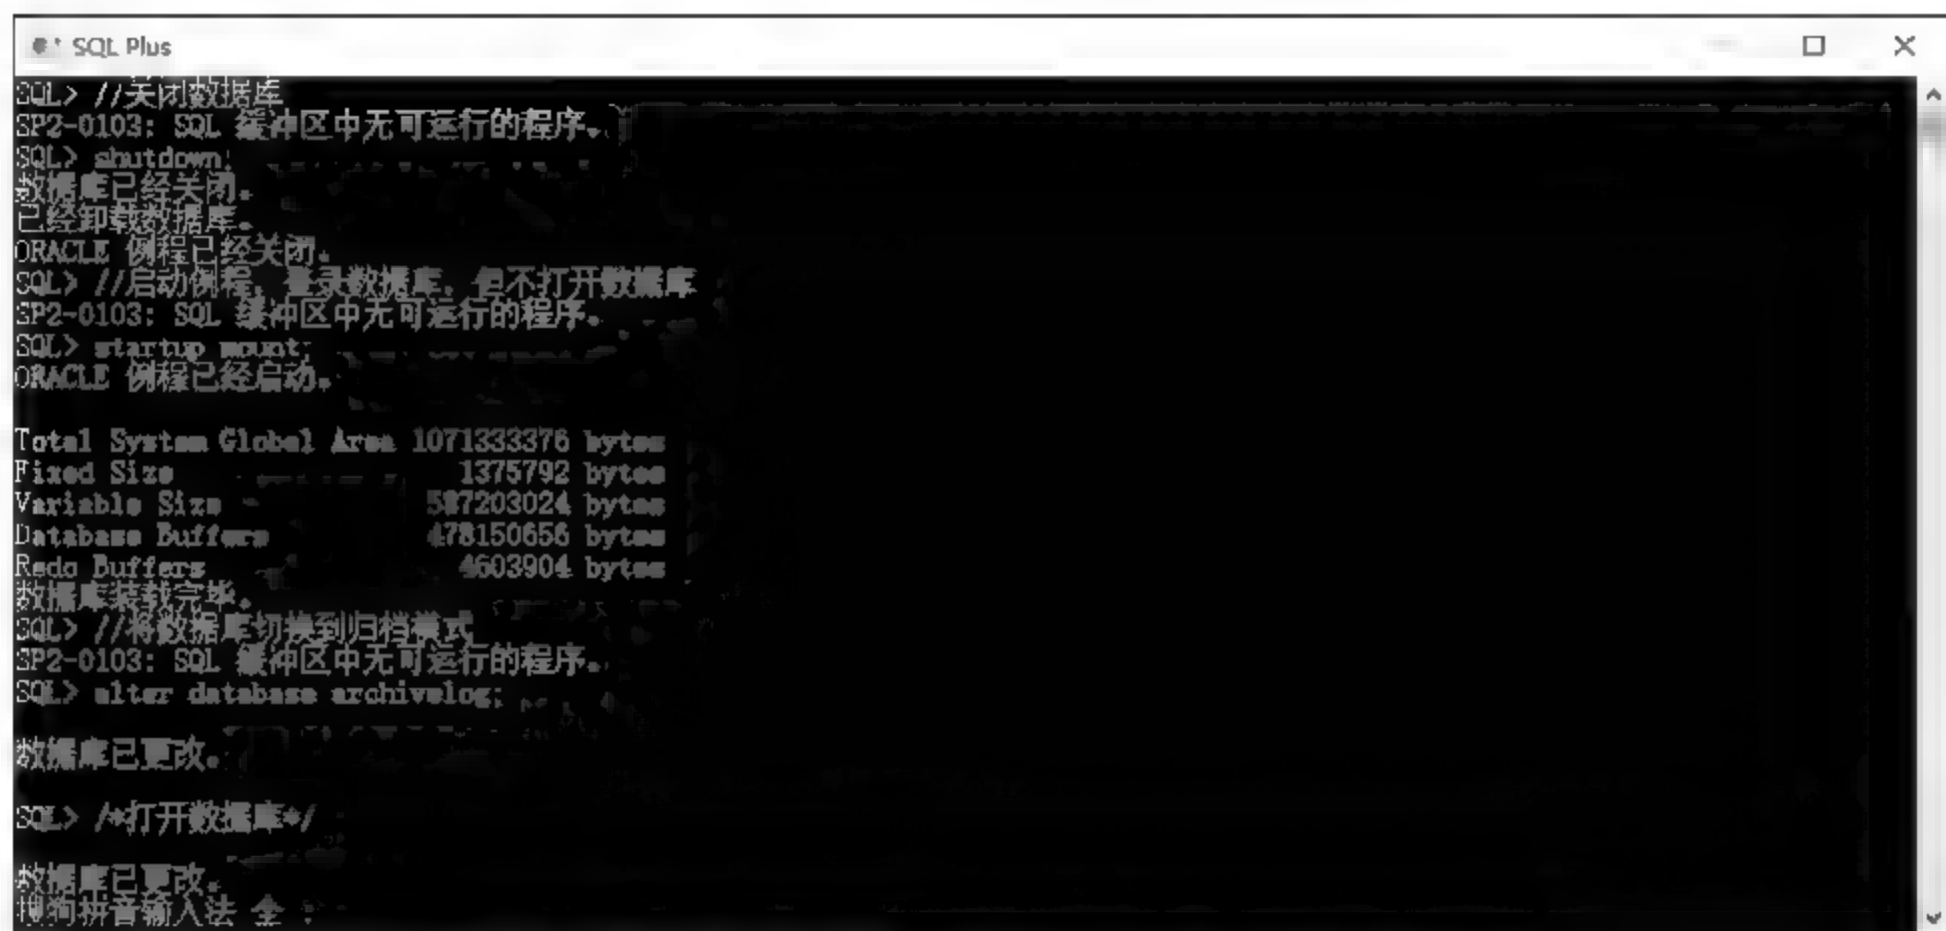 SQL Plus
SQL> //关闭数据库
SP2-0103: SQL 缓冲区中无可运行的程序。
SQL> shutdown;
数据库已经关闭。
已经卸载数据库。
ORACLE 例程已经关闭。
SQL> //启动例程，登录数据库，但不打开数据库
SP2-0103: SQL 缓冲区中无可运行的程序。
SQL> startup mount;
ORACLE 例程已经启动。
Total System Global Area 1071333376 bytes
Fixed Size 1375792 bytes
Variable Size 587203024 bytes
Database Buffers 478150656 bytes
Redo Buffers 4603904 bytes
数据库装载完毕。
SQL> //将数据库切换到归档模式
SP2-0103: SQL 缓冲区中无可运行的程序。
SQL> alter database archivelog;
数据库已更改。
SQL> /*打开数据库*/
数据库已更改。
搜狗拼音输入法 全 :